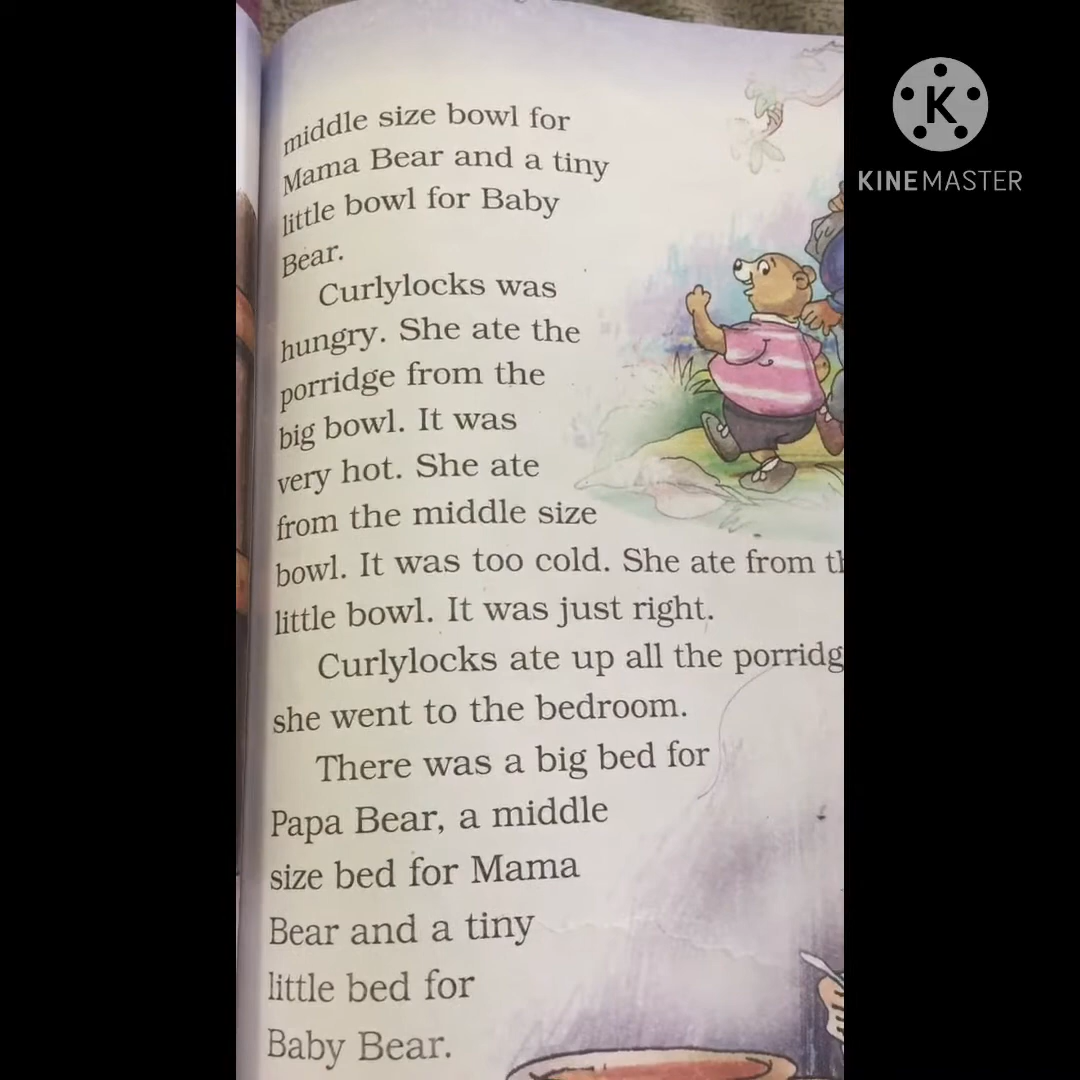 middle size bowl for
Mama Bear and a tiny
little bowl for Baby
Bear.
Curlylocks was
hungry. She ate the
porridge from the
big bowl. It was
very hot. She ate
from the middle size
bowl. It was too cold. She ate from
little bowl. It was just right.
Curlylocks ate up all the
she went to the bedroom.
There was a big bed for
Papa Bear, a middle
size bed for Mama
Bear and a tiny
little bed for
Baby Bear.
K
KINEMASTER